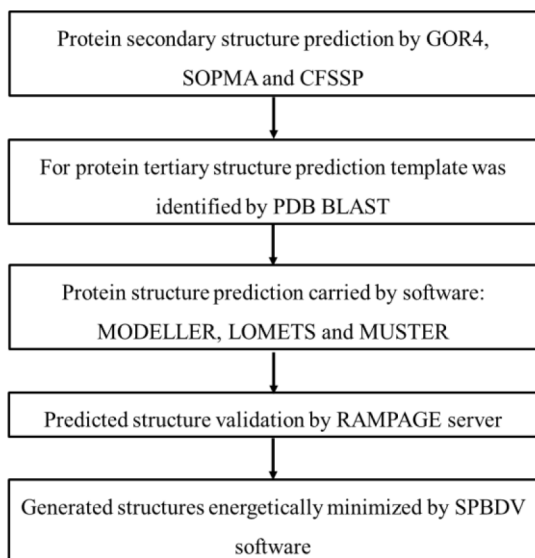 Protein secondary structure prediction by GOR4,
SOPMA and CFSSP
For protein tertiary structure prediction template was
identified by PDB BLAST
Protein structure prediction carried by software:
MODELLER, LOMETS and MUSTER
Predicted structure validation by RAMPAGE server
Generated structures energetically minimized by SPBDV
software